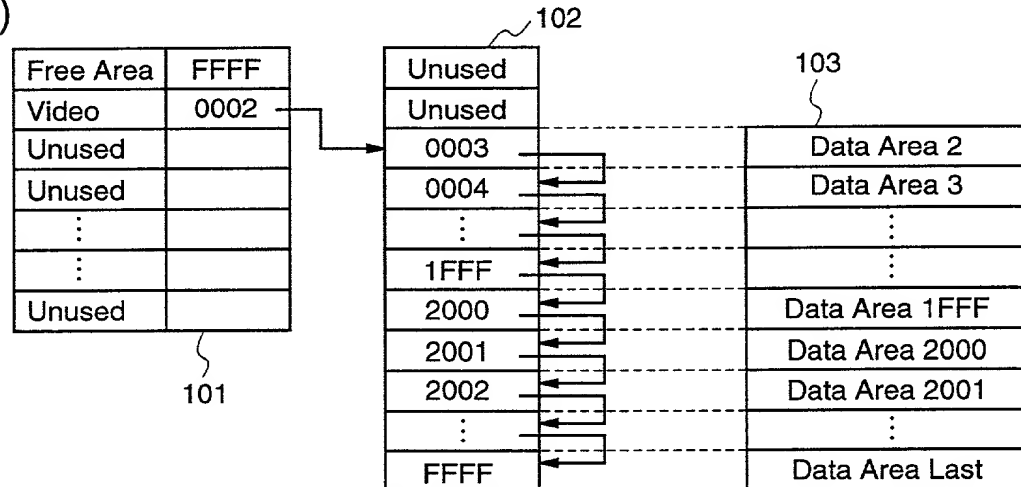 )
102
103
101
Free Area FFFF
Video 0002
Unused
Unused
⋮
⋮
Unused
Unused
Unused
0003
0004
⋮
1FFF
2000
2001
2002
⋮
FFFF
Data Area 2
Data Area 3
⋮
⋮
Data Area 1FFF
Data Area 2000
Data Area 2001
⋮
Data Area Last